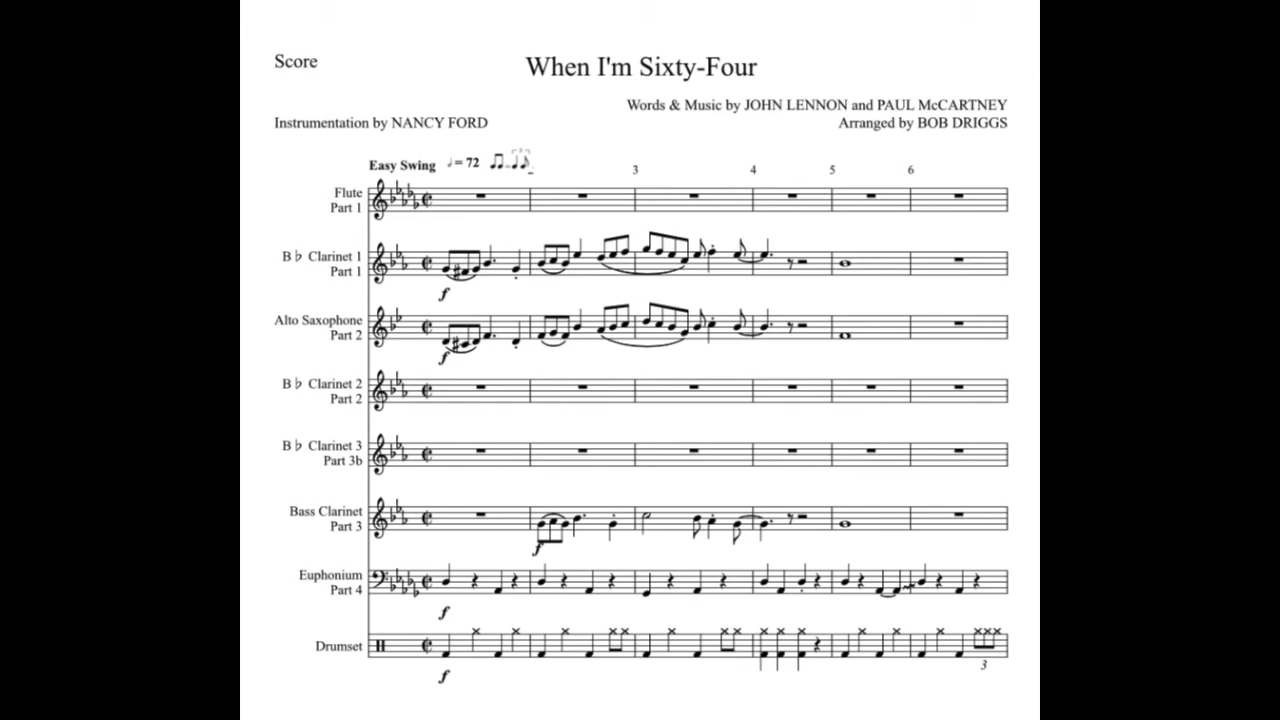 Score
When I'm Sixty-Four
Words & Music by JOHN LENNON and PAUL McCARTNEY
Instrumentation by NANCY FORD
Arranged by BOB DRIGGS
Easy Swing = 72
3
2 3 4 5 6
Flute
Part 1
B♭ Clarinet 1
Part 1
f
Alto Saxophone
Part 2
f
B♭ Clarinet 2
Part 2
B♭ Clarinet 3
Part 3b
Bass Clarinet
Part 3
f
Euphonium
Part 4
f
Drumset
3
f